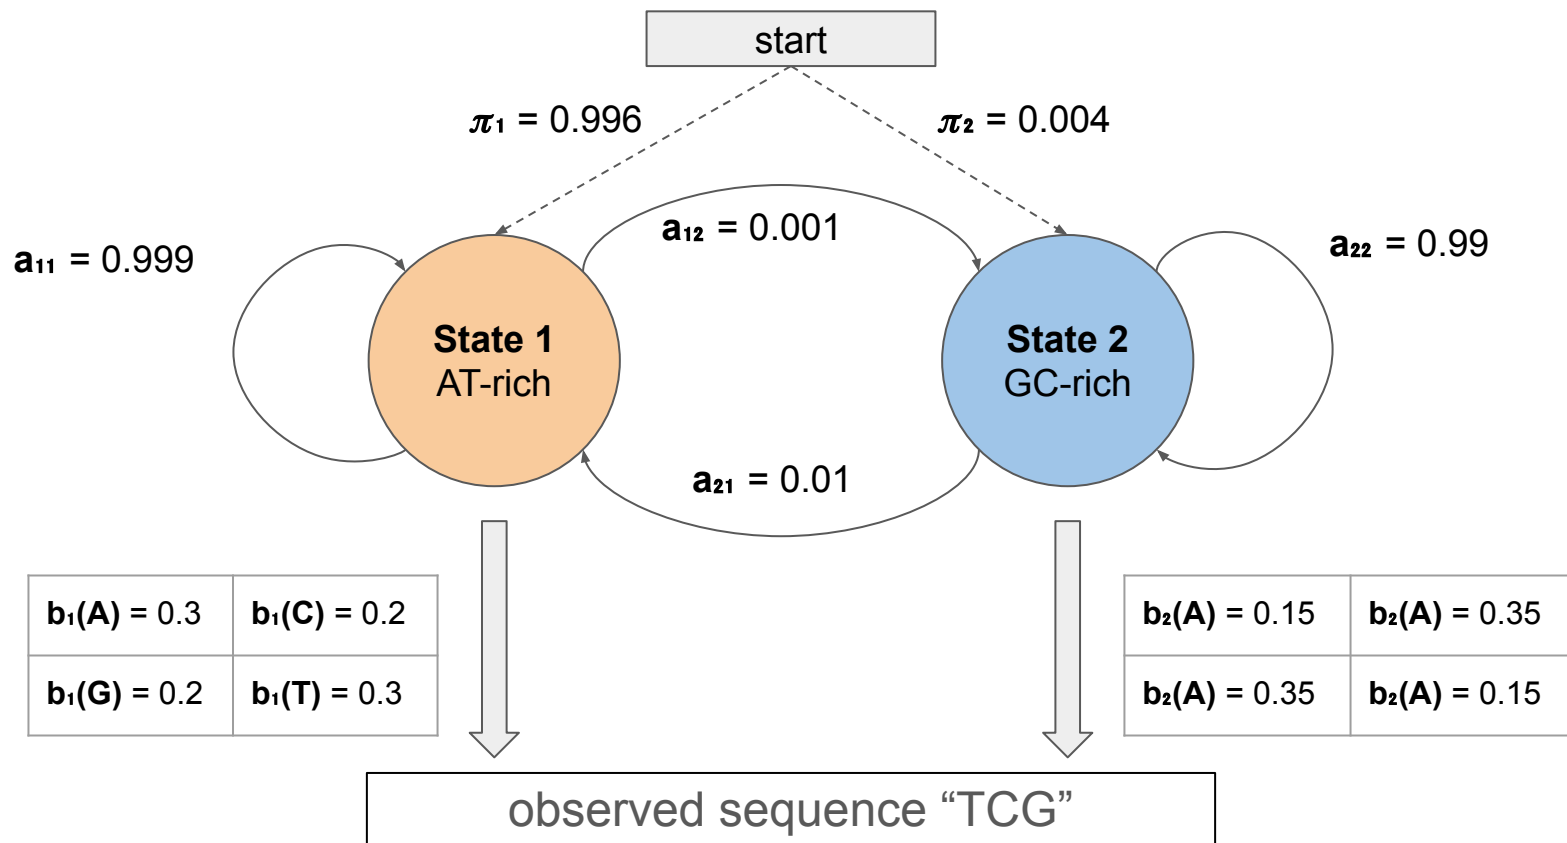 start
π₁ = 0.996
π₂ = 0.004
a₁₂ = 0.001
a₁₁ = 0.999
a₂₂ = 0.99
State 1
AT-rich
State 2
GC-rich
a₂₁ = 0.01
b₁(A) = 0.3 b₁(C) = 0.2
b₁(G) = 0.2 b₁(T) = 0.3
b₂(A) = 0.15 b₂(A) = 0.35
b₂(A) = 0.35 b₂(A) = 0.15
observed sequence “TCG”